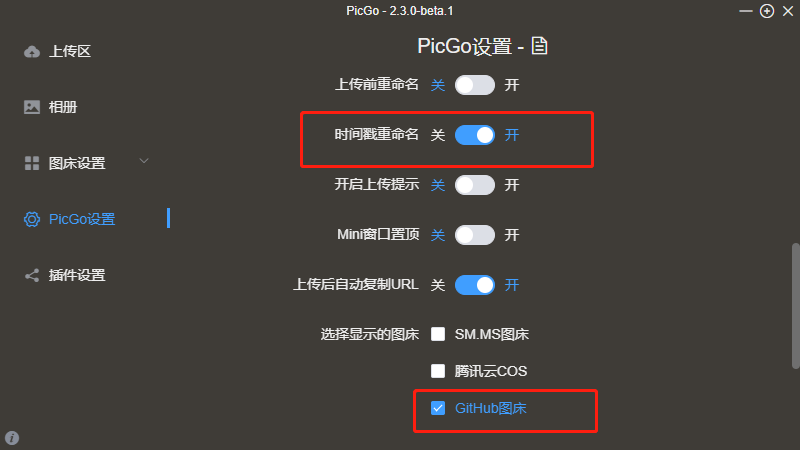 PicGo - 2.3.0-beta.1
上传区
相册
图床设置
PicGo设置
插件设置
PicGo设置 -
上传前重命名 关 开
时间戳重命名 关 开
开启上传提示 关 开
Mini窗口置顶 关 开
上传后自动复制URL 关 开
选择显示的图床 SM.MS图床
腾讯云COS
GitHub图床